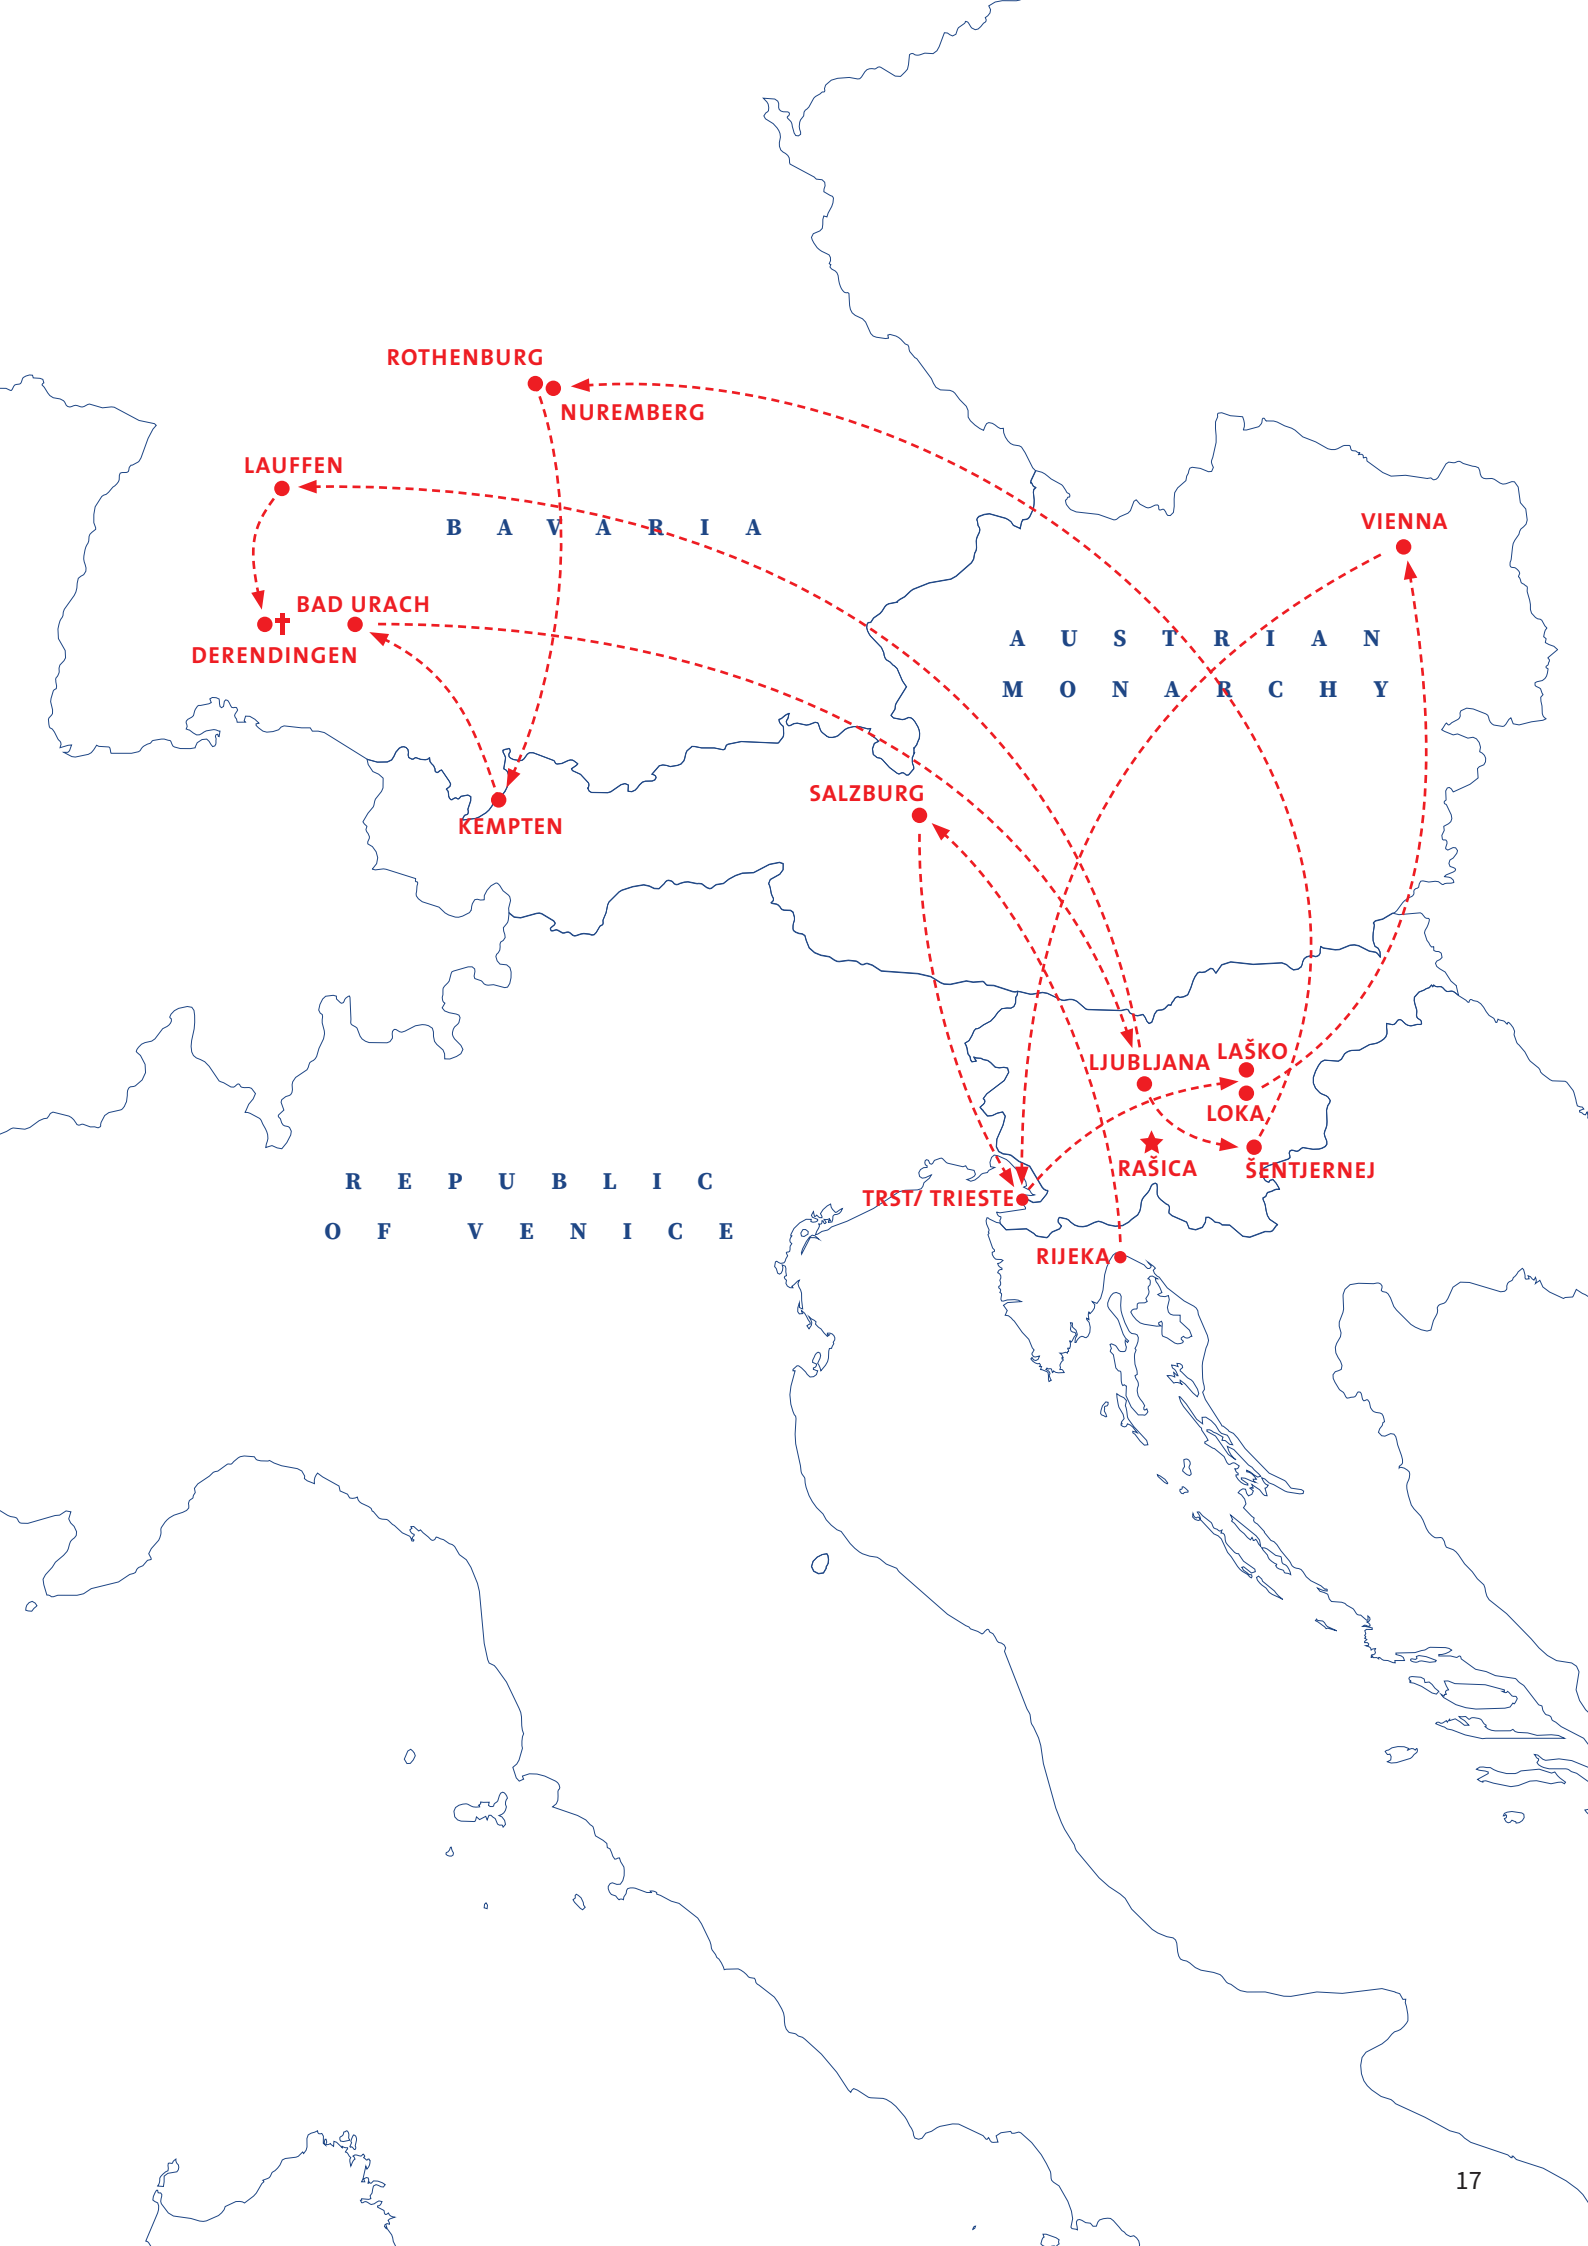 ROTHENBURG
NUREMBERG
LAUFFEN
B A V A R I A
VIENNA
BAD URACH
DERENDINGEN
A U S T R I A N
M O N A R C H Y
SALZBURG
KEMPTEN
LJUBLJANA
LAŠKO
LOKA
RAŠICA
ŠENTJERNEJ
R E P U B L I C
O F V E N I C E
TRST/ TRIESTE
RIJEKA
17